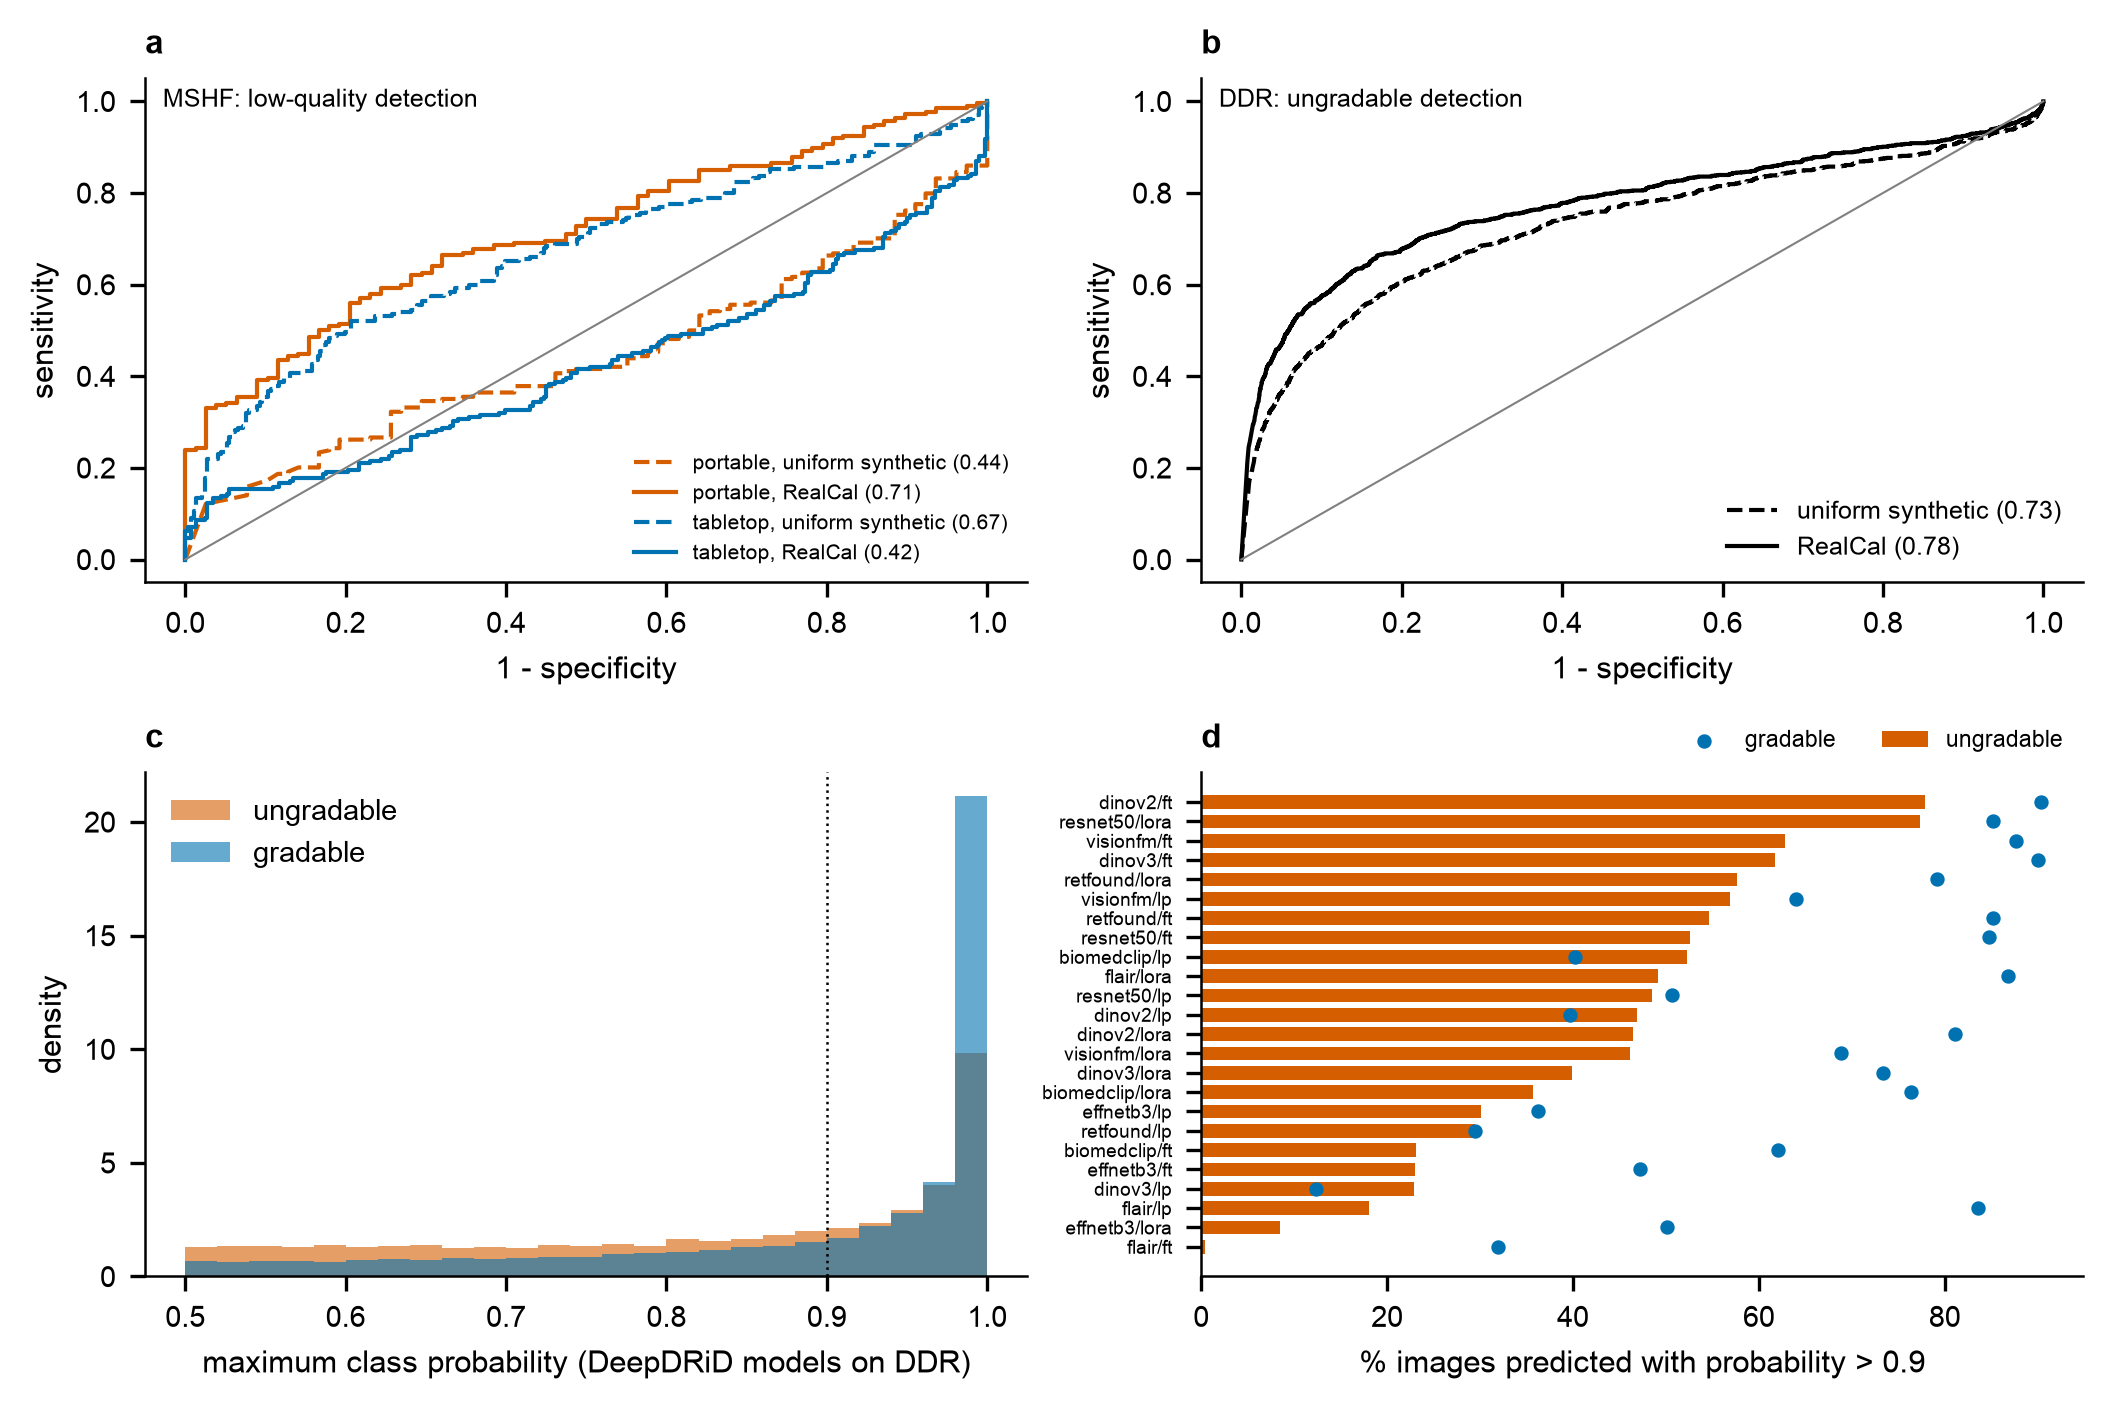 a
MSHF: low-quality detection
1.0
0.8
0.6
0.4
0.2
0.0
sensitivity
portable, uniform synthetic (0.44)
portable, RealCal (0.71)
tabletop, uniform synthetic (0.67)
tabletop, RealCal (0.42)
0.0 0.2 0.4 0.6 0.8 1.0
1 - specificity
b
DDR: ungradable detection
1.0
0.8
0.6
0.4
0.2
0.0
sensitivity
uniform synthetic (0.73)
RealCal (0.78)
0.0 0.2 0.4 0.6 0.8 1.0
1 - specificity
c
ungradable
gradable
20
15
10
5
0
density
0.5 0.6 0.7 0.8 0.9 1.0
maximum class probability (DeepDRiD models on DDR)
d
gradable ungradable
dinov2/ft
resnet50/lora
visionfm/ft
dinov3/ft
retfound/lora
visionfm/lp
retfound/ft
resnet50/ft
biomedclip/lp
flair/lora
resnet50/lp
dinov2/lp
dinov2/lora
visionfm/lora
dinov3/lora
biomedclip/lora
effnetb3/lp
retfound/lp
biomedclip/ft
effnetb3/ft
dinov3/lp
flair/lp
effnetb3/lora
flair/ft
0 20 40 60 80
% images predicted with probability > 0.9